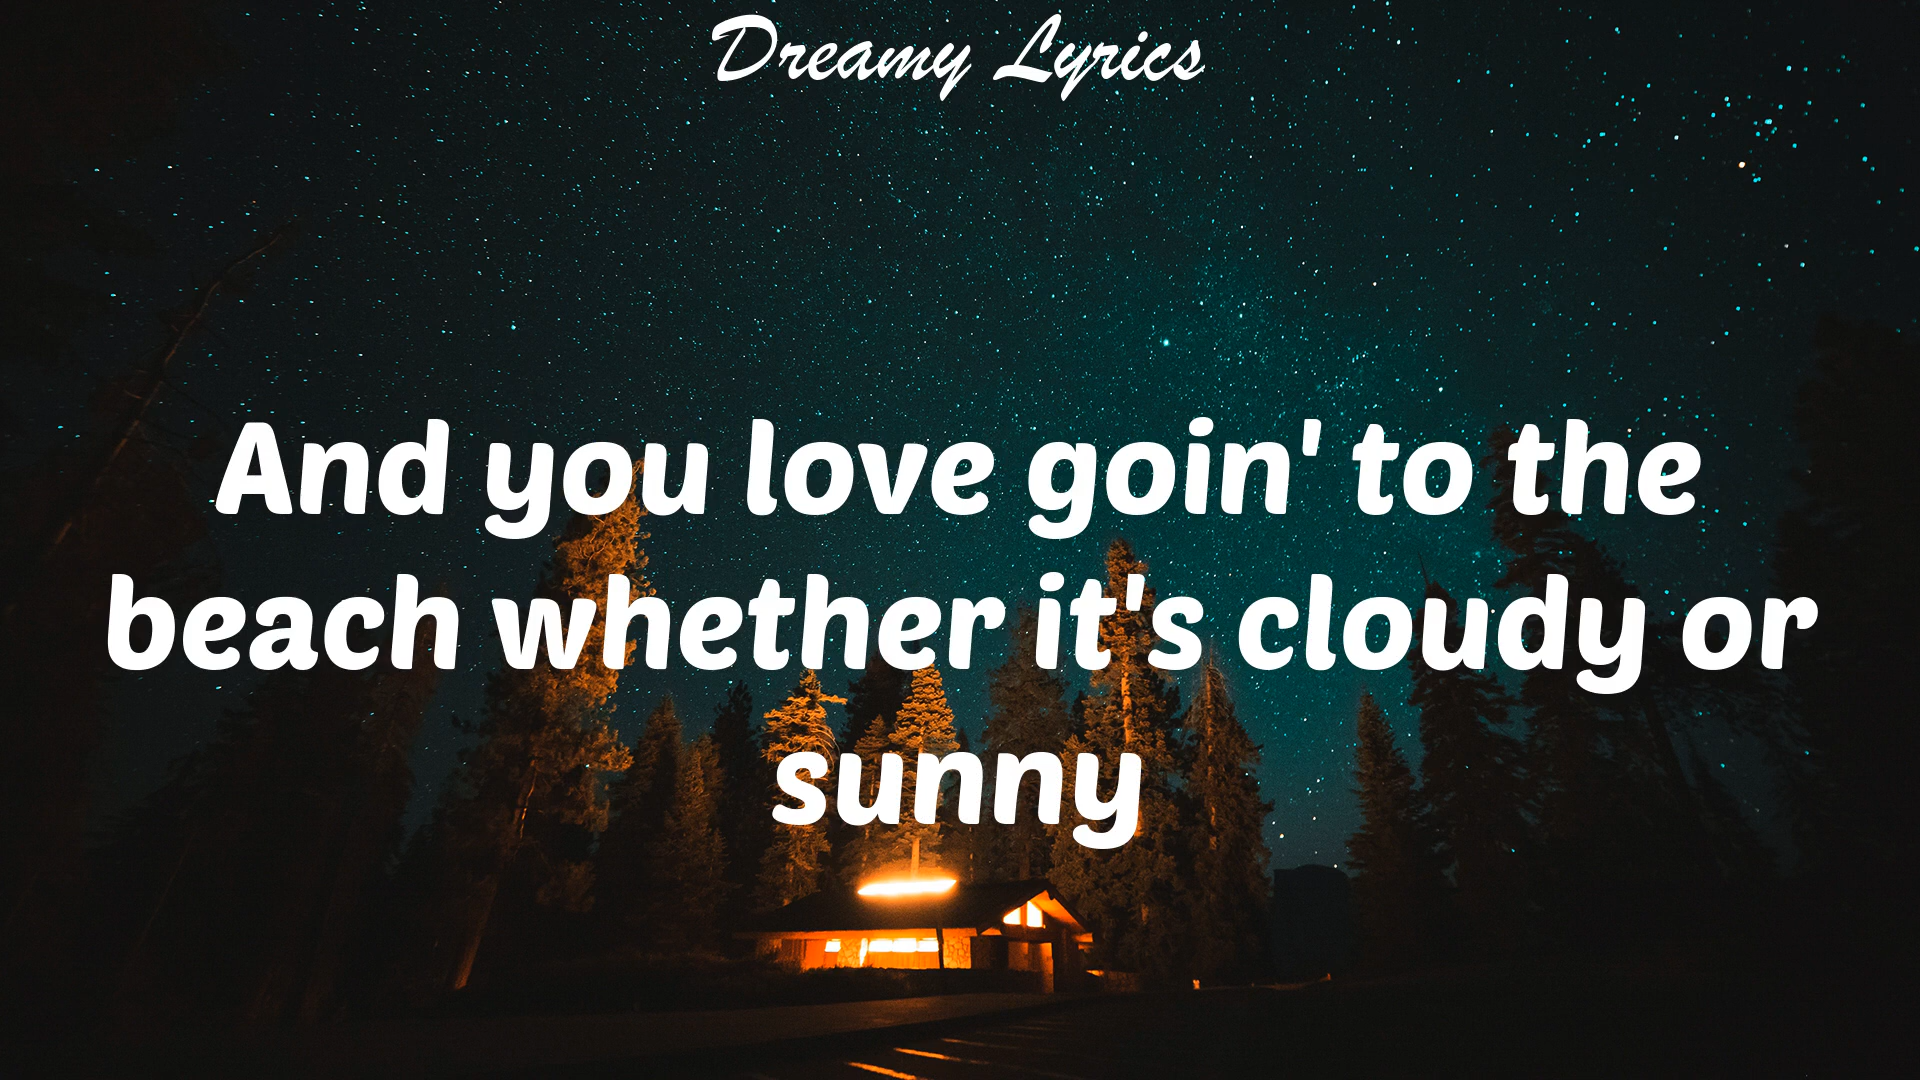 Dreamy Lyrics
And you love goin' to the
beach whether it's cloudy or
sunny